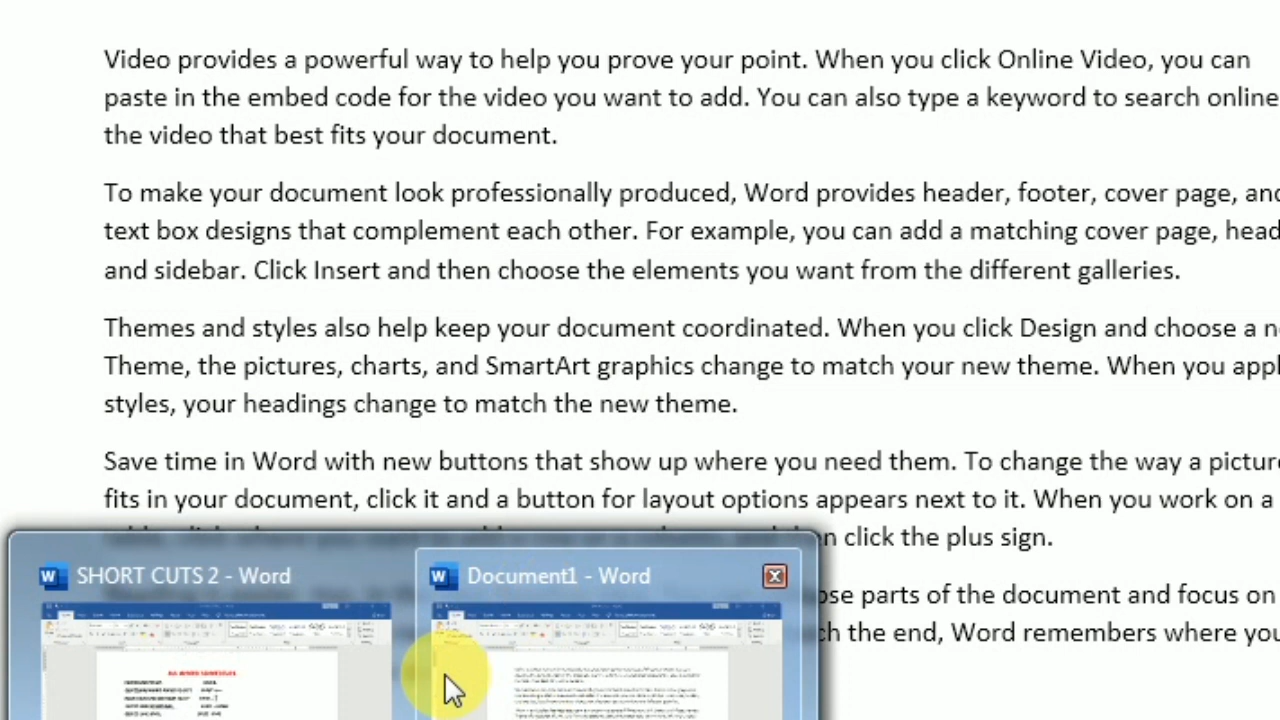 Video provides a powerful way to help you prove your point. When you click Online Video, you can
paste in the embed code for the video you want to add. You can also type a keyword to search online
the video that best fits your document.
To make your document look professionally produced, Word provides header, footer, cover page, and
text box designs that complement each other. For example, you can add a matching cover page, head
and sidebar. Click Insert and then choose the elements you want from the different galleries.
Themes and styles also help keep your document coordinated. When you click Design and choose a n
Theme, the pictures, charts, and SmartArt graphics change to match your new theme. When you appl
styles, your headings change to match the new theme.
Save time in Word with new buttons that show up where you need them. To change the way a picture
fits in your document, click it and a button for layout options appears next to it. When you work on a
click the plus sign.
parts of the document and focus on
the end, Word remembers where you
SHORT CUTS 2 - Word
Document1 - Word